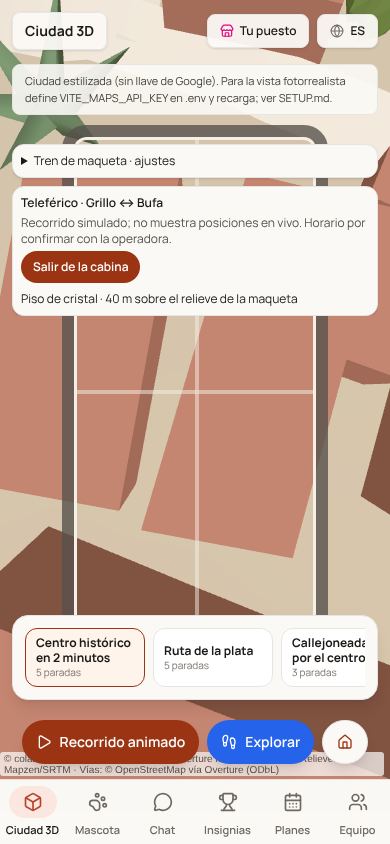 Ciudad 3D
Tu puesto
ES
Ciudad estilizada (sin llave de Google). Para la vista fotorrealista
define VITE_MAPS_API_KEY en .env y recarga; ver SETUP.md.
Tren de maqueta · ajustes
Teleférico · Grillo ↔ Bufa
Recorrido simulado; no muestra posiciones en vivo. Horario por
confirmar con la operadora.
Salir de la cabina
Piso de cristal · 40 m sobre el relieve de la maqueta
Centro histórico
en 2 minutos
5 paradas
Ruta de la plata
5 paradas
Callejoneada
por el centro
3 paradas
Recorrido animado
Explorar
Mapzen/SRTM · Vías: © OpenStreetMap vía Overture (ODbL)
Ciudad 3D
Mascota
Chat
Insignias
Planes
Equipo